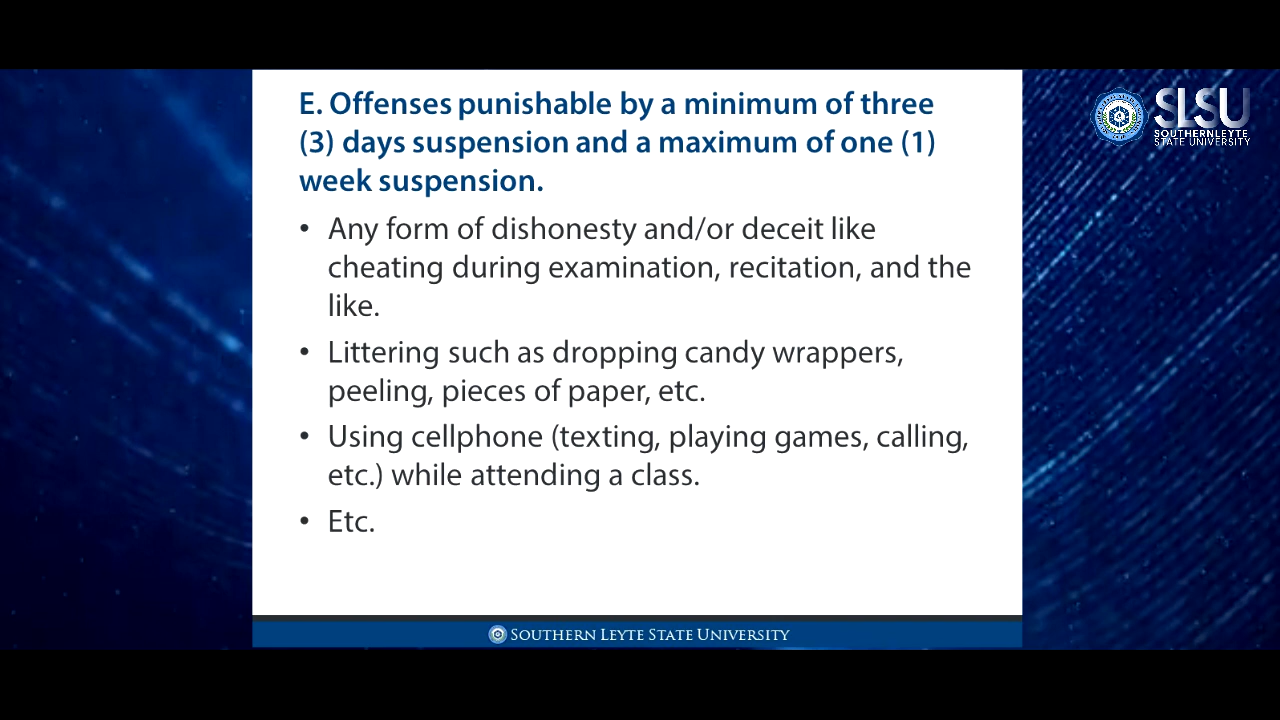 E. Offenses punishable by a minimum of three
(3) days suspension and a maximum of one (1)
week suspension.
• Any form of dishonesty and/or deceit like
cheating during examination, recitation, and the
like.
• Littering such as dropping candy wrappers,
peeling, pieces of paper, etc.
• Using cellphone (texting, playing games, calling,
etc.) while attending a class.
• Etc.
SOUTHERN LEYTE STATE UNIVERSITY
SLSU
SOUTHERN LEYTE
STATE UNIVERSITY